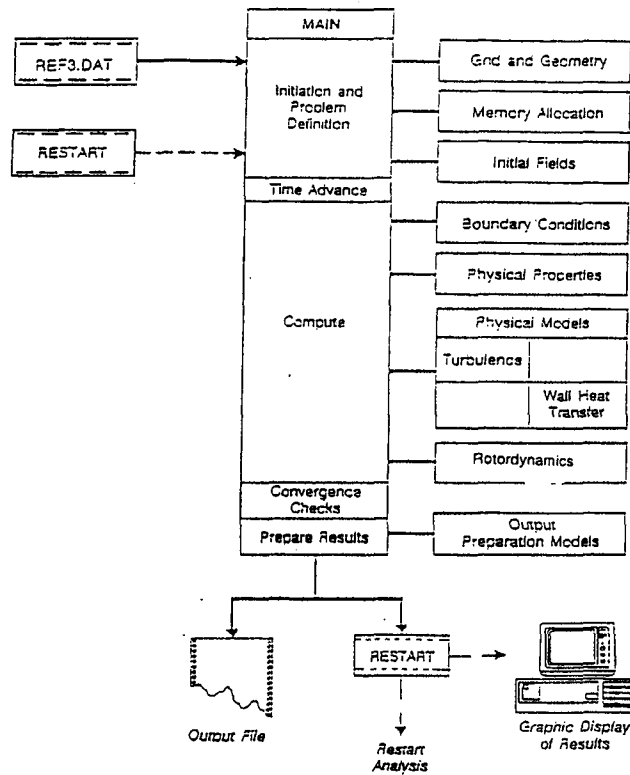 MAIN
REF3.DAT
Initiation and
Problem
Definition
Grid and Geometry
Memory Allocation
RESTART
Initial Fields
Time Advance
Boundary Conditions
Physical Properties
Compute
Physical Models
Turbulence
Wall Heat
Transfer
Rotordynamics
Convergence
Checks
Prepare Results
Output
Preparation Models
RESTART
Output File
Restart
Analysis
Graphic Display
of Results